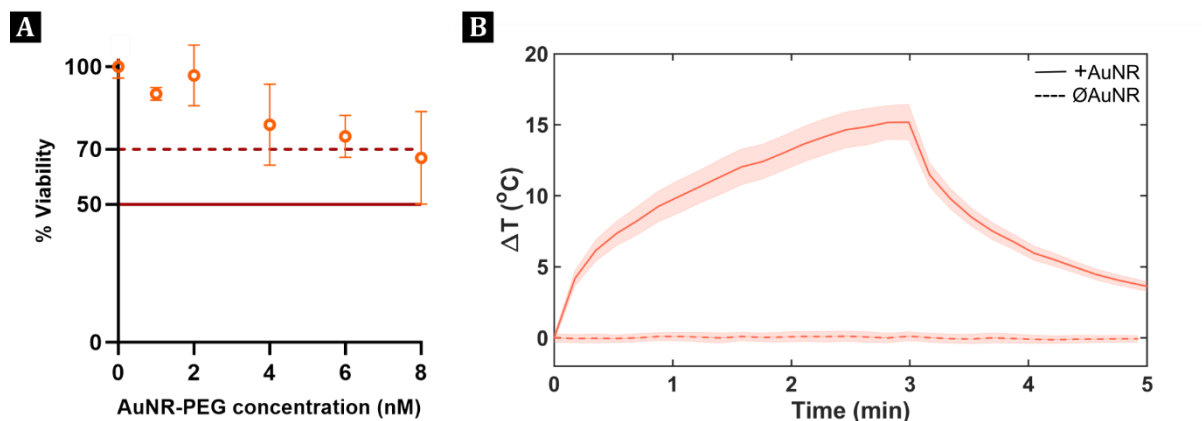 A
% Viability
100
70
50
0
0 2 4 6 8
AuNR-PEG concentration (nM)
B
ΔT (°C)
20
15
10
5
0
+AuNR
ØAuNR
0 1 2 3 4 5
Time (min)